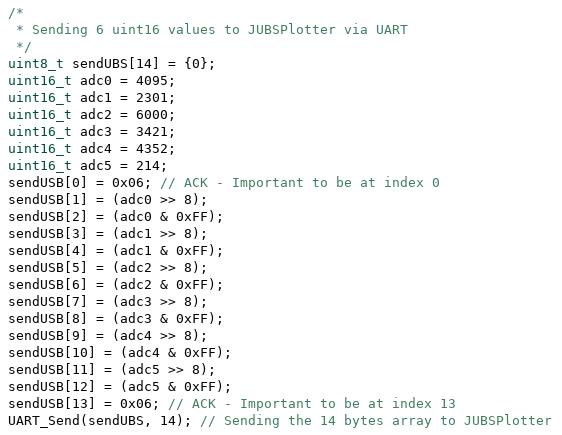 /*
 * Sending 6 uint16 values to JUBSPlotter via UART
 */
uint8_t sendUBS[14] = {0};
uint16_t adc0 = 4095;
uint16_t adc1 = 2301;
uint16_t adc2 = 6000;
uint16_t adc3 = 3421;
uint16_t adc4 = 4352;
uint16_t adc5 = 214;
sendUSB[0] = 0x06; // ACK - Important to be at index 0
sendUSB[1] = (adc0 >> 8);
sendUSB[2] = (adc0 & 0xFF);
sendUSB[3] = (adc1 >> 8);
sendUSB[4] = (adc1 & 0xFF);
sendUSB[5] = (adc2 >> 8);
sendUSB[6] = (adc2 & 0xFF);
sendUSB[7] = (adc3 >> 8);
sendUSB[8] = (adc3 & 0xFF);
sendUSB[9] = (adc4 >> 8);
sendUSB[10] = (adc4 & 0xFF);
sendUSB[11] = (adc5 >> 8);
sendUSB[12] = (adc5 & 0xFF);
sendUSB[13] = 0x06; // ACK - Important to be at index 13
UART_Send(sendUBS, 14); // Sending the 14 bytes array to JUBSPlotter